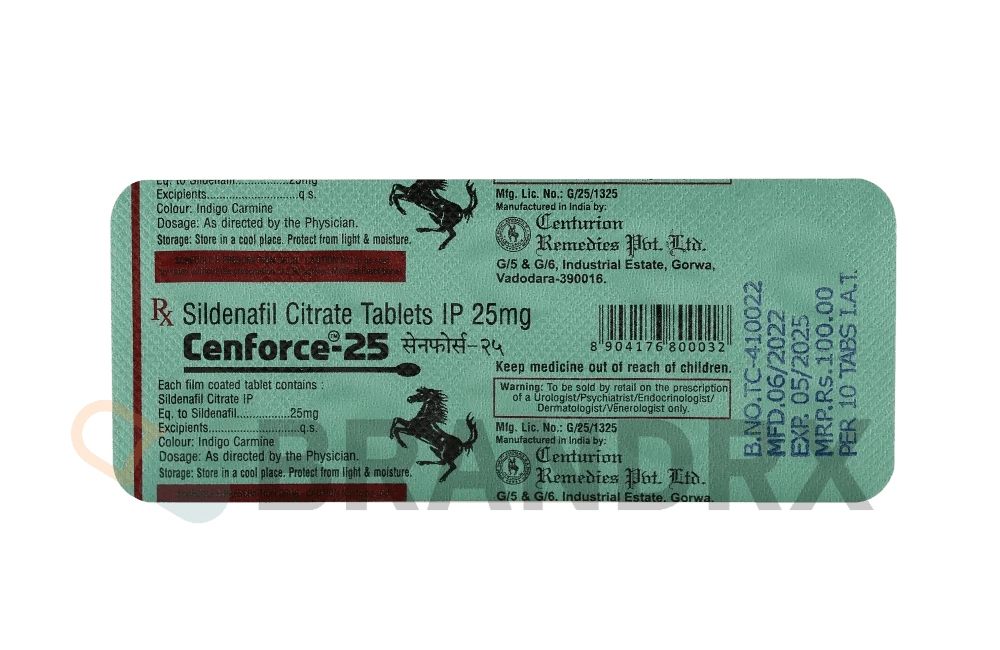 Eq. to Sildenafil................25mg
Excipients.......................q.s.
Colour: Indigo Carmine
Dosage: As directed by the Physician.
Storage: Store in a cool place. Protect from light & moisture.
Mfg. Lic. No.: G/25/1325
Manufactured in India by:
Centurion
Remedies Pvt. Ltd.
G/5 & G/6, Industrial Estate, Gorwa,
Vadodara-390016.
Rx Sildenafil Citrate Tablets IP 25mg
Cenforce™-25 सेनफोर्स-२५
8 904176 800032
Keep medicine out of reach of children.
Warning: To be sold by retail on the prescription
of a Urologist/Psychiatrist/Endocrinologist/
Dermatologist/Venerologist only.
Each film coated tablet contains :
Sildenafil Citrate IP
Eq. to Sildenafil................25mg
Excipients.......................q.s.
Colour: Indigo Carmine
Dosage: As directed by the Physician.
Storage: Store in a cool place. Protect from light & moisture.
Mfg. Lic. No.: G/25/1325
Manufactured in India by:
Centurion
Remedies Pvt. Ltd.
G/5 & G/6, Industrial Estate, Gorwa,
B.NO.TC-410022
MFD.06/2022
EXP. 05/2025
MRP.Rs.100.00
PER 10 TABS I.A.T.
BRANDRX